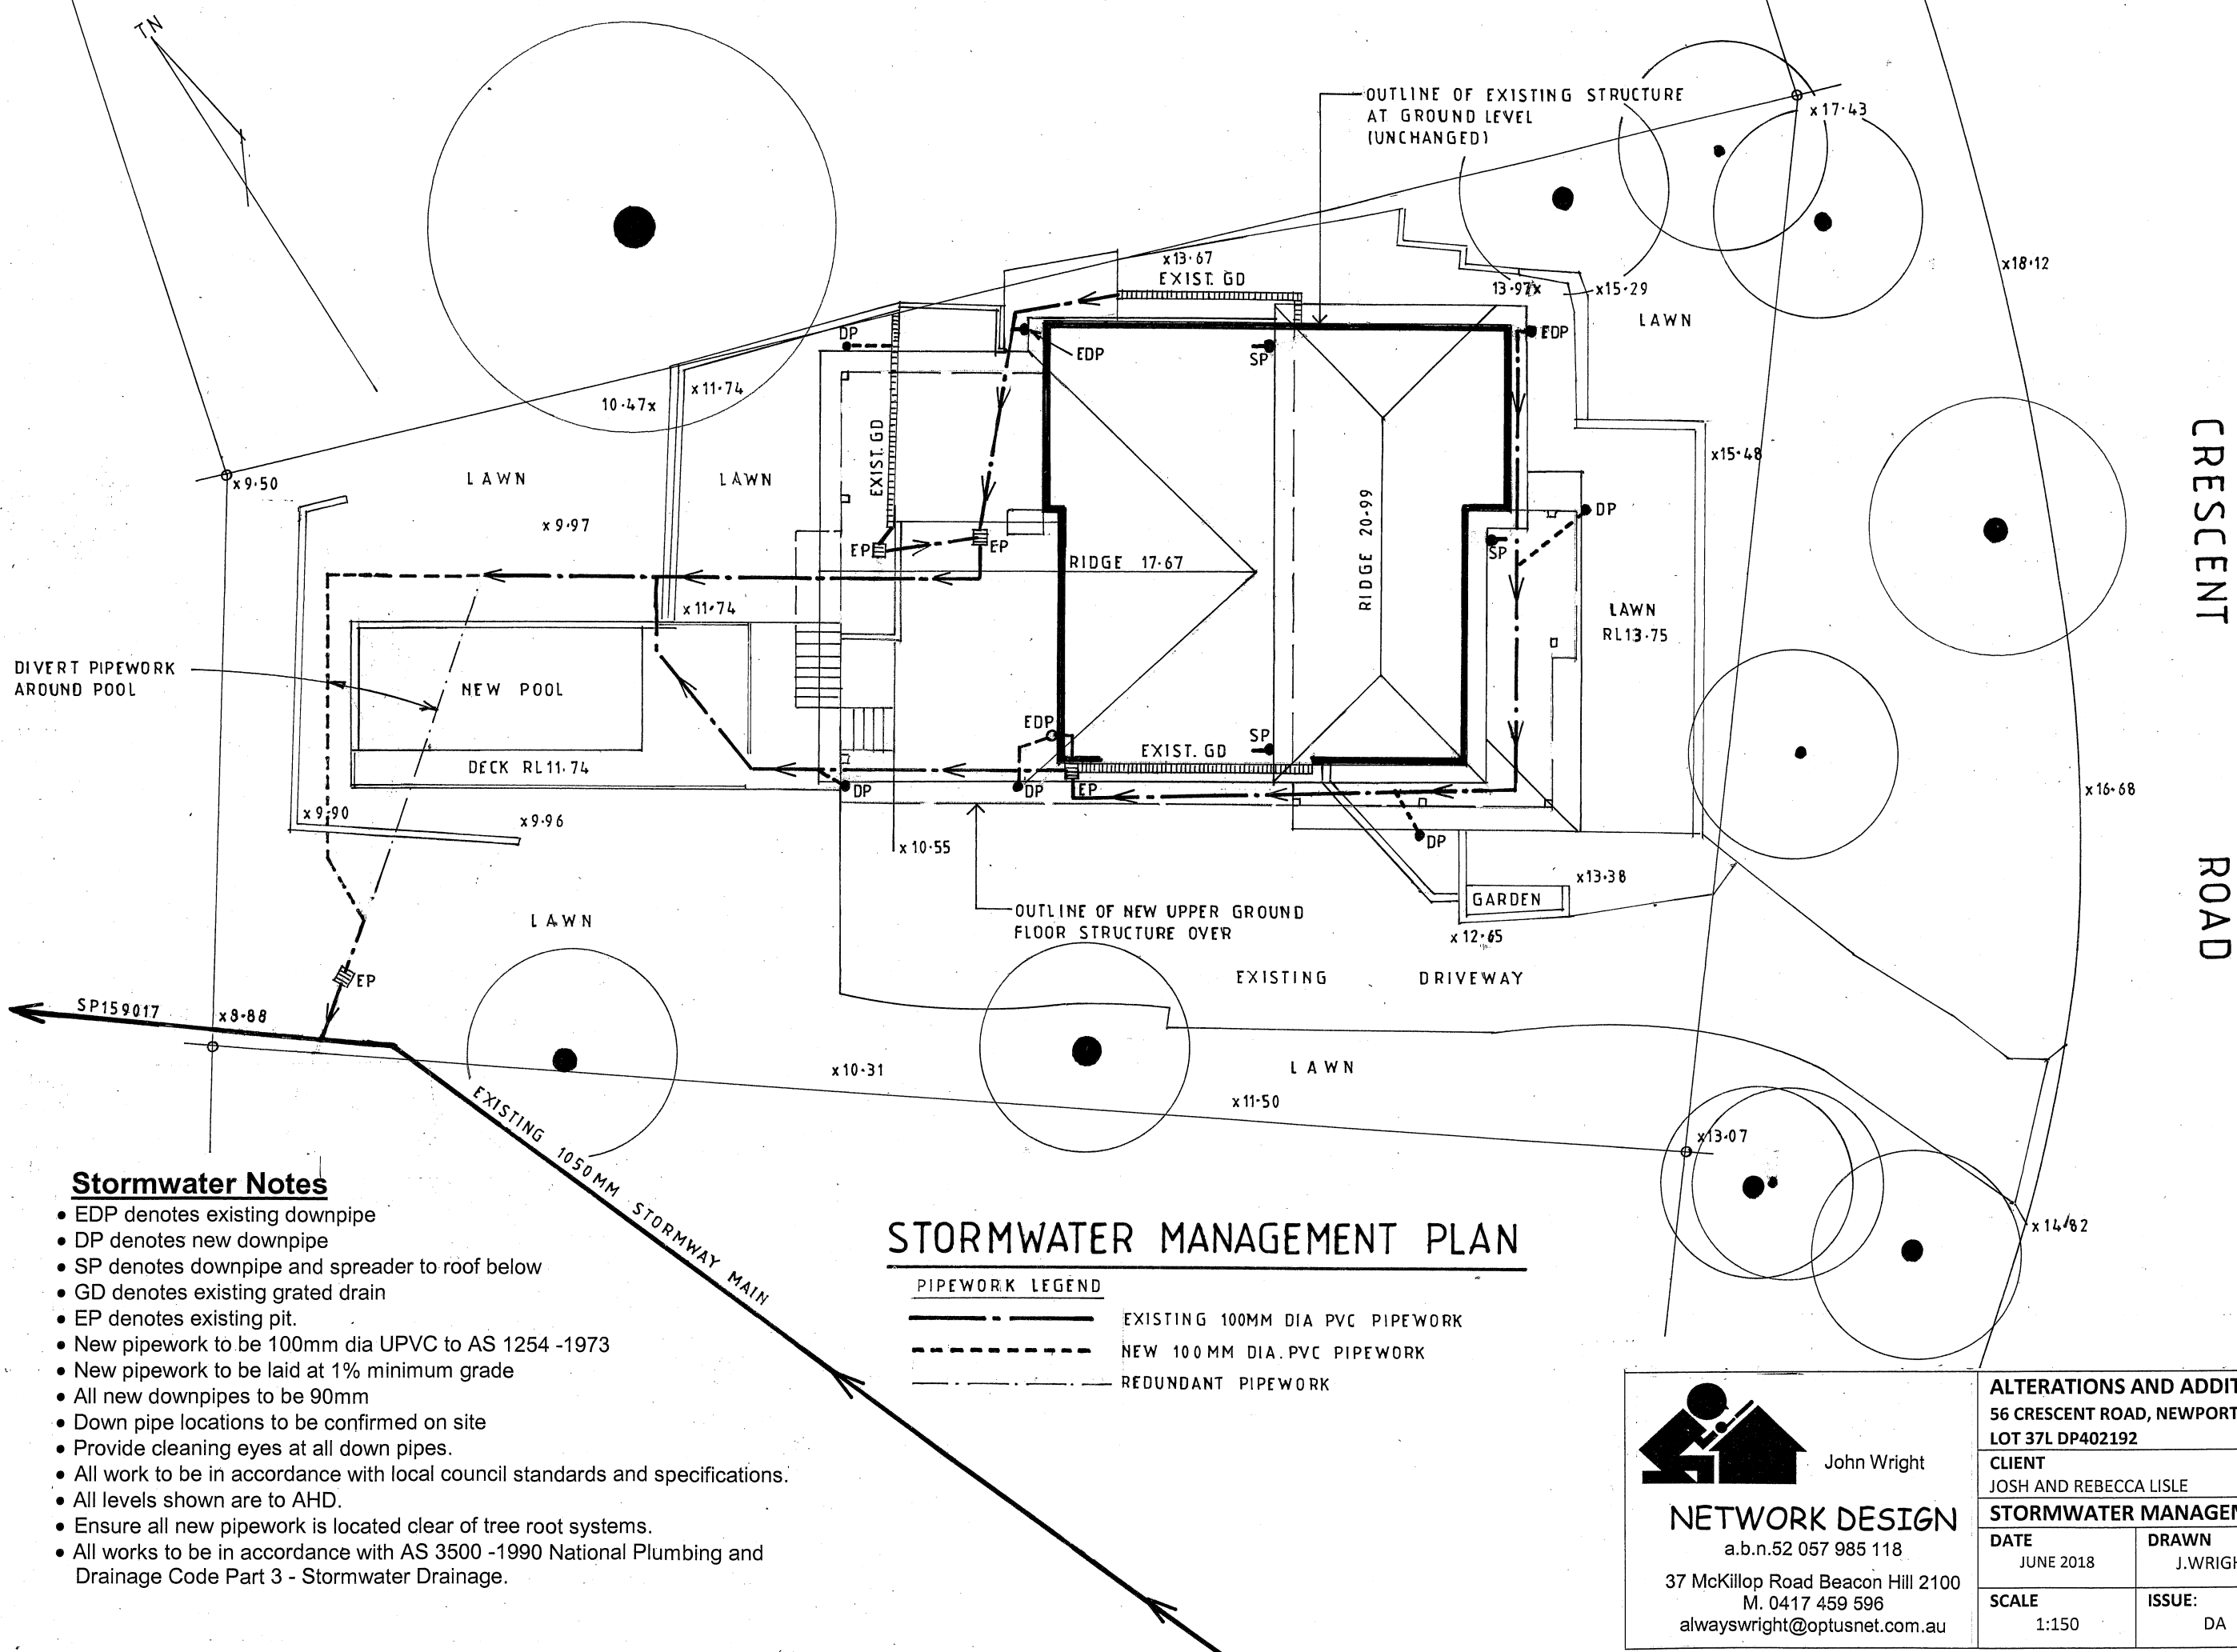 TN
OUTLINE OF EXISTING STRUCTURE
AT GROUND LEVEL
(UNCHANGED)
x17·43
x18·12
x13·67
EXIST. GD
13·97x
x15·29
LAWN
DP
EDP
EDP
SP
x11·74
10·47x
EXIST. GD
x15·48
CRESCENT
x9·50
LAWN
LAWN
RIDGE 20·99
DP
x9·97
EP
EP
SP
RIDGE 17·67
x11·74
LAWN
RL13·75
DIVERT PIPEWORK
AROUND POOL
NEW POOL
EDP
SP
EXIST. GD
DECK RL11·74
DP
DP
EP
x16·68
x9·90
x9·96
x10·55
DP
ROAD
x13·38
GARDEN
LAWN
OUTLINE OF NEW UPPER GROUND
FLOOR STRUCTURE OVER
x12·65
EXISTING DRIVEWAY
EP
SP159017
x8·88
x10·31
LAWN
x11·50
EXISTING 1050MM STORMWAY MAIN
x13·07
x14·82
Stormwater Notes
• EDP denotes existing downpipe
• DP denotes new downpipe
• SP denotes downpipe and spreader to roof below
• GD denotes existing grated drain
• EP denotes existing pit.
• New pipework to be 100mm dia UPVC to AS 1254 -1973
• New pipework to be laid at 1% minimum grade
• All new downpipes to be 90mm
• Down pipe locations to be confirmed on site
• Provide cleaning eyes at all down pipes.
• All work to be in accordance with local council standards and specifications.
• All levels shown are to AHD.
• Ensure all new pipework is located clear of tree root systems.
• All works to be in accordance with AS 3500 -1990 National Plumbing and
Drainage Code Part 3 - Stormwater Drainage.
STORMWATER MANAGEMENT PLAN
PIPEWORK LEGEND
EXISTING 100MM DIA PVC PIPEWORK
NEW 100MM DIA. PVC PIPEWORK
REDUNDANT PIPEWORK
John Wright
NETWORK DESIGN
a.b.n.52 057 985 118
37 McKillop Road Beacon Hill 2100
M. 0417 459 596
alwayswright@optusnet.com.au
ALTERATIONS AND ADDIT
56 CRESCENT ROAD, NEWPORT
LOT 37L DP402192
CLIENT
JOSH AND REBECCA LISLE
STORMWATER MANAGEM
DATE
JUNE 2018
DRAWN
J.WRIGH
SCALE
1:150
ISSUE:
DA